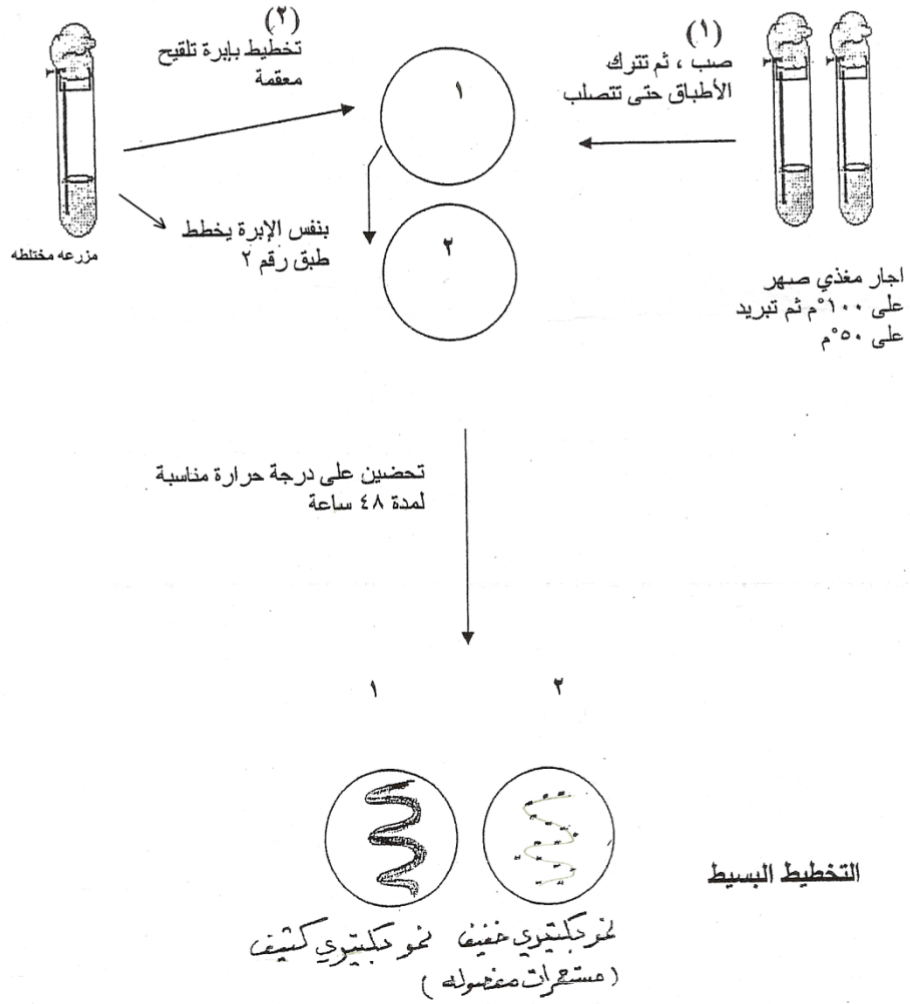 (١)
صب ، ثم تترك
الأطباق حتى تتصلب
(٢)
تخطيط بإبرة تلقيح
معقمة
١
٢
بنفس الإبرة يخطط
طبق رقم ٢
مزرعه مختلطه
اجار مغذي صهر
على ١٠٠°م ثم تبريد
على ٥٠°م
تحضين على درجة حرارة مناسبة
لمدة ٤٨ ساعة
٢
١
التخطيط البسيط
نمو بكتيري خفيف
(مستعمرات مفصوله)
نمو بكتيري كثيف